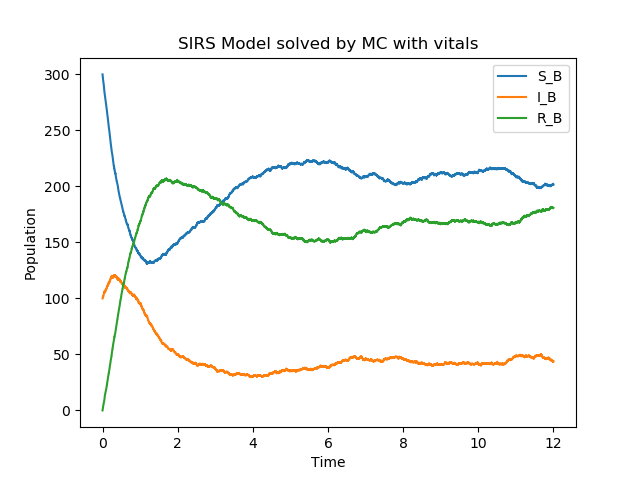 SIRS Model solved by MC with vitals
S_B
I_B
R_B
300
250
200
150
100
50
0
Population
0 2 4 6 8 10 12
Time